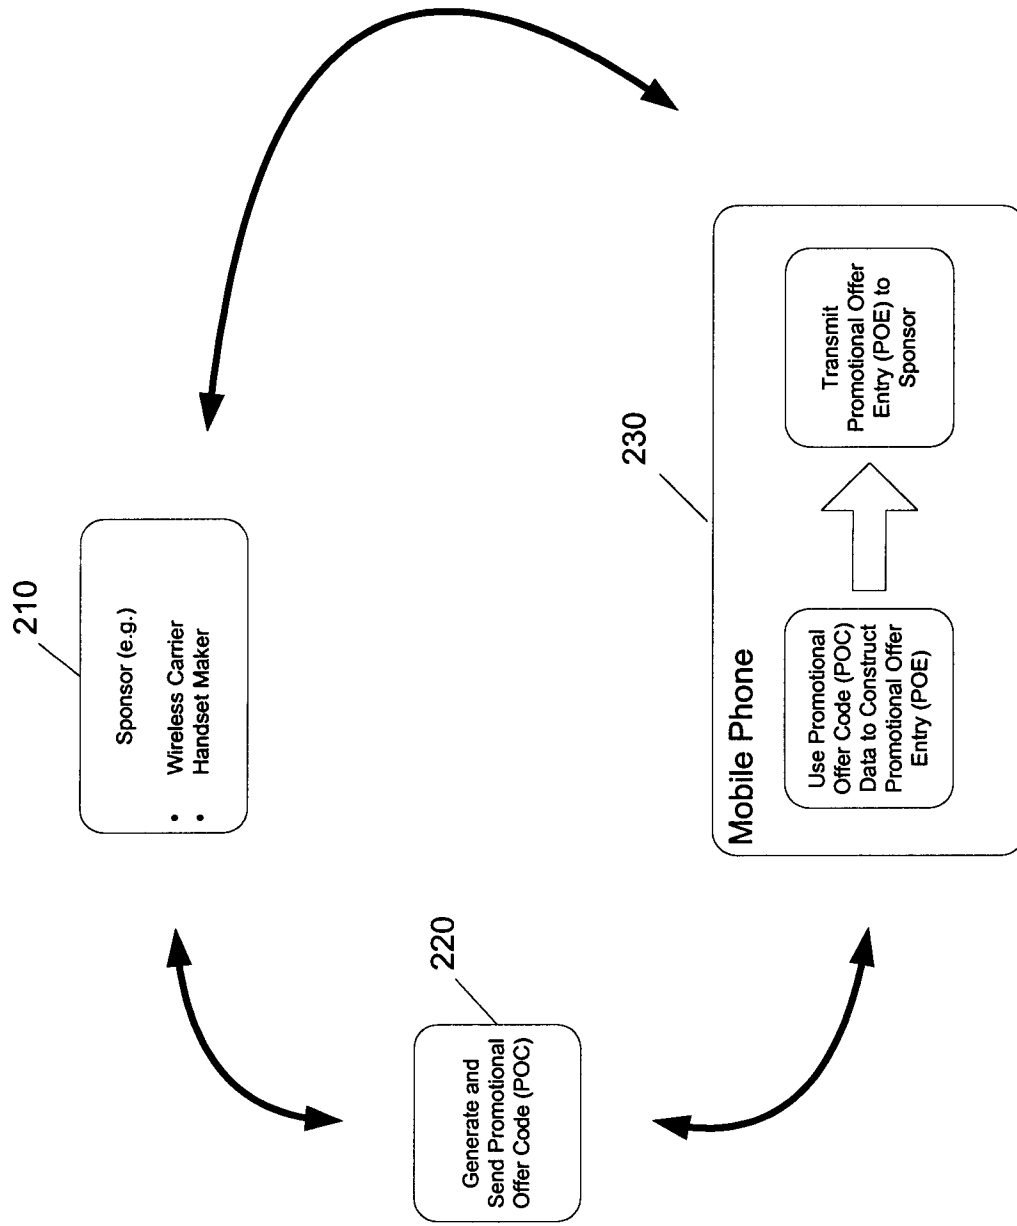 210
Sponsor (e.g.)
• Wireless Carrier
• Handset Maker
220
Generate and
Send Promotional
Offer Code (POC)
230
Mobile Phone
Use Promotional
Offer Code (POC)
Data to Construct
Promotional Offer
Entry (POE)
Transmit
Promotional Offer
Entry (POE) to
Sponsor